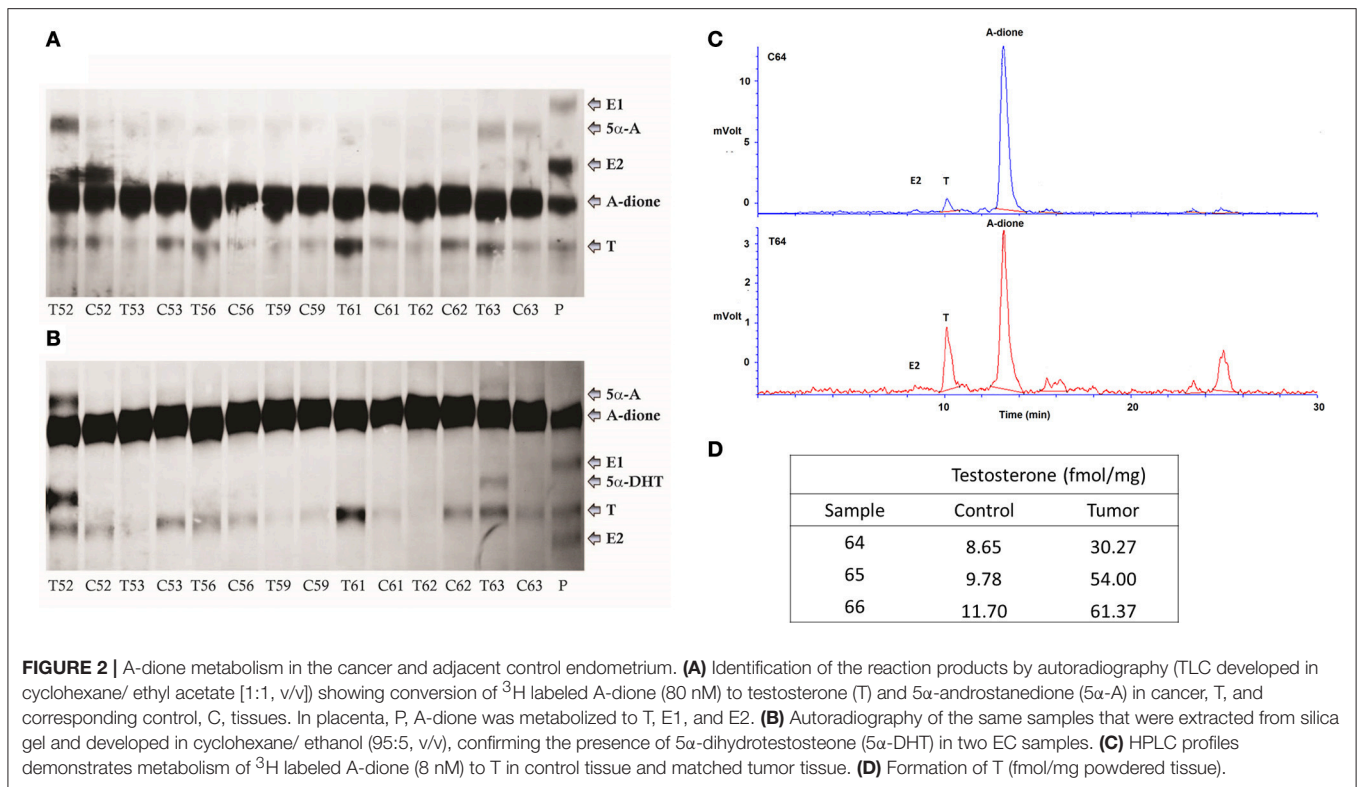 A
E1
5α-A
E2
A-dione
T
T52 C52 T53 C53 T56 C56 T59 C59 T61 C61 T62 C62 T63 C63 P
B
5α-A
A-dione
E1
5α-DHT
T
E2
T52 C52 T53 C53 T56 C56 T59 C59 T61 C61 T62 C62 T63 C63 P
C
A-dione
C64
10
mVolt
5
E2 T
0
A-dione
T64
3
2
T
mVolt
1
E2
0
10 20 30
Time (min)
D
Testosterone (fmol/mg)
Sample Control Tumor
64 8.65 30.27
65 9.78 54.00
66 11.70 61.37
FIGURE 2 | A-dione metabolism in the cancer and adjacent control endometrium. (A) Identification of the reaction products by autoradiography (TLC developed in
cyclohexane/ ethyl acetate [1:1, v/v]) showing conversion of ³H labeled A-dione (80 nM) to testosterone (T) and 5α-androstanedione (5α-A) in cancer, T, and
corresponding control, C, tissues. In placenta, P, A-dione was metabolized to T, E1, and E2. (B) Autoradiography of the same samples that were extracted from silica
gel and developed in cyclohexane/ ethanol (95:5, v/v), confirming the presence of 5α-dihydrotestosteone (5α-DHT) in two EC samples. (C) HPLC profiles
demonstrates metabolism of ³H labeled A-dione (8 nM) to T in control tissue and matched tumor tissue. (D) Formation of T (fmol/mg powdered tissue).